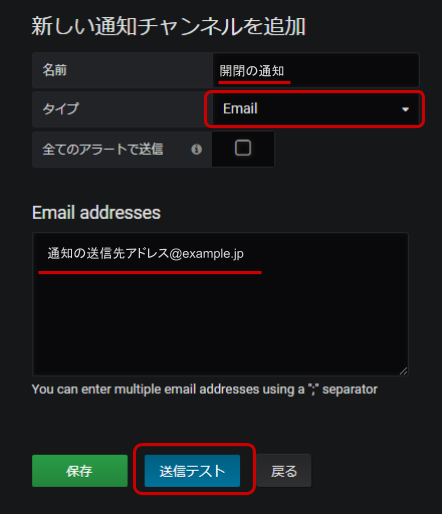 新しい通知チャンネルを追加
名前 開閉の通知
タイプ Email
全てのアラートで送信
Email addresses
通知の送信先アドレス@example.jp
You can enter multiple email addresses using a ";" separator
保存 送信テスト 戻る